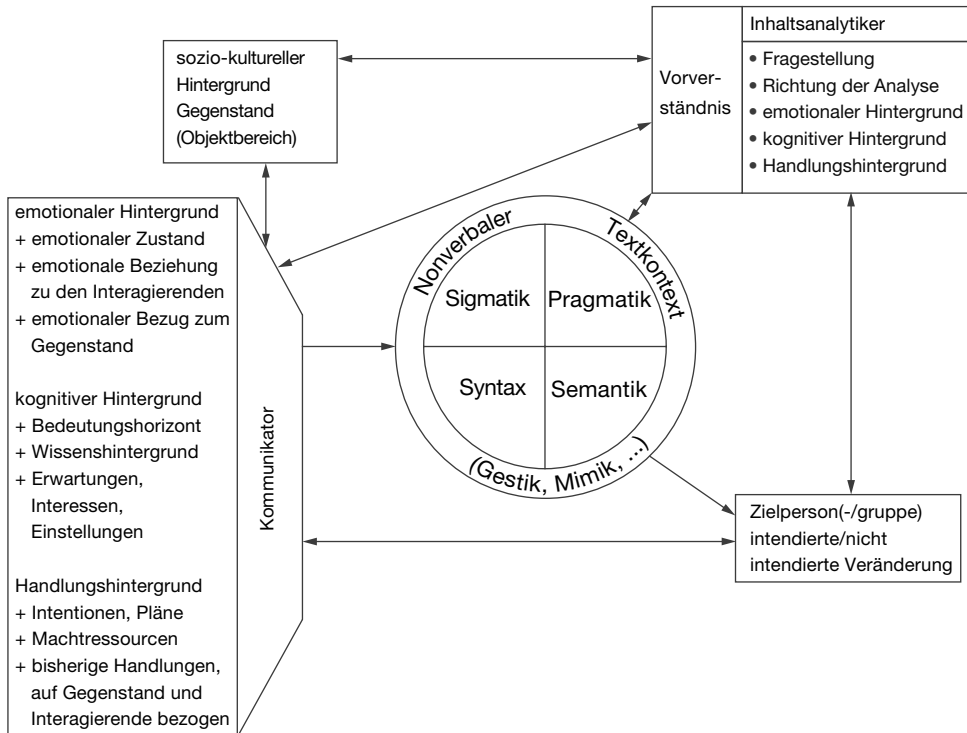 sozio-kultureller
Hintergrund
Gegenstand
(Objektbereich)
Vorver-
ständnis
Inhaltsanalytiker
• Fragestellung
• Richtung der Analyse
• emotionaler Hintergrund
• kognitiver Hintergrund
• Handlungshintergrund
emotionaler Hintergrund
+ emotionaler Zustand
+ emotionale Beziehung
zu den Interagierenden
+ emotionaler Bezug zum
Gegenstand
kognitiver Hintergrund
+ Bedeutungshorizont
+ Wissenshintergrund
+ Erwartungen,
Interessen,
Einstellungen
Handlungshintergrund
+ Intentionen, Pläne
+ Machtressourcen
+ bisherige Handlungen,
auf Gegenstand und
Interagierende bezogen
Kommunikator
Nonverbaler
Textkontext
Sigmatik
Pragmatik
Syntax
Semantik
(Gestik, Mimik, ...)
Zielperson(-/gruppe)
intendierte/nicht
intendierte Veränderung